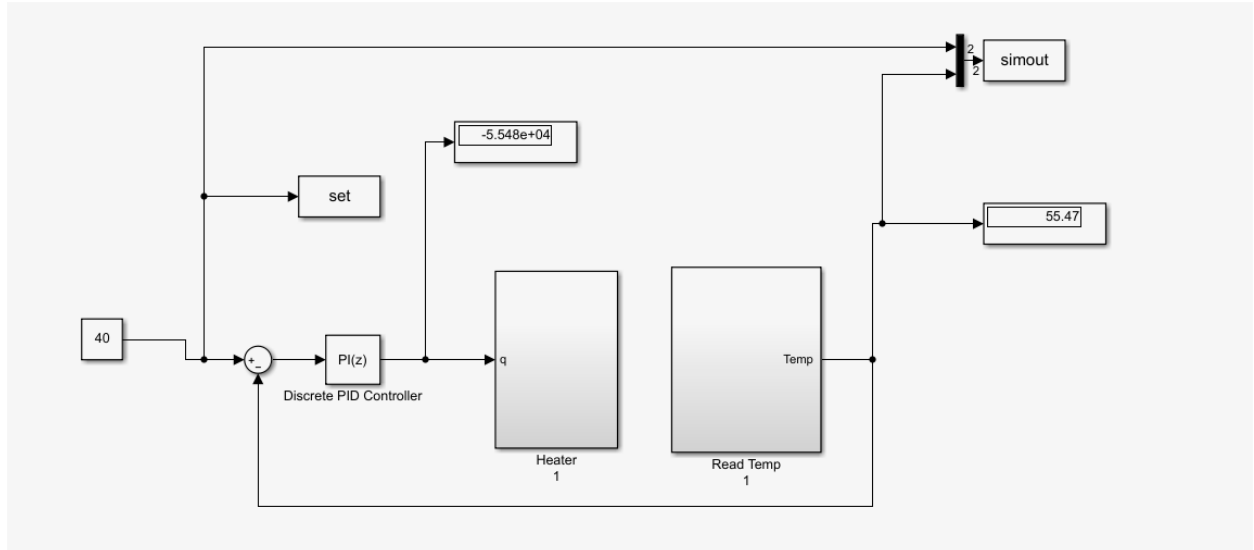 2
simout
2
-5.548e+04
set
55.47
40
+
−
PI(z)
q
Temp
Discrete PID Controller
Heater
1
Read Temp
1